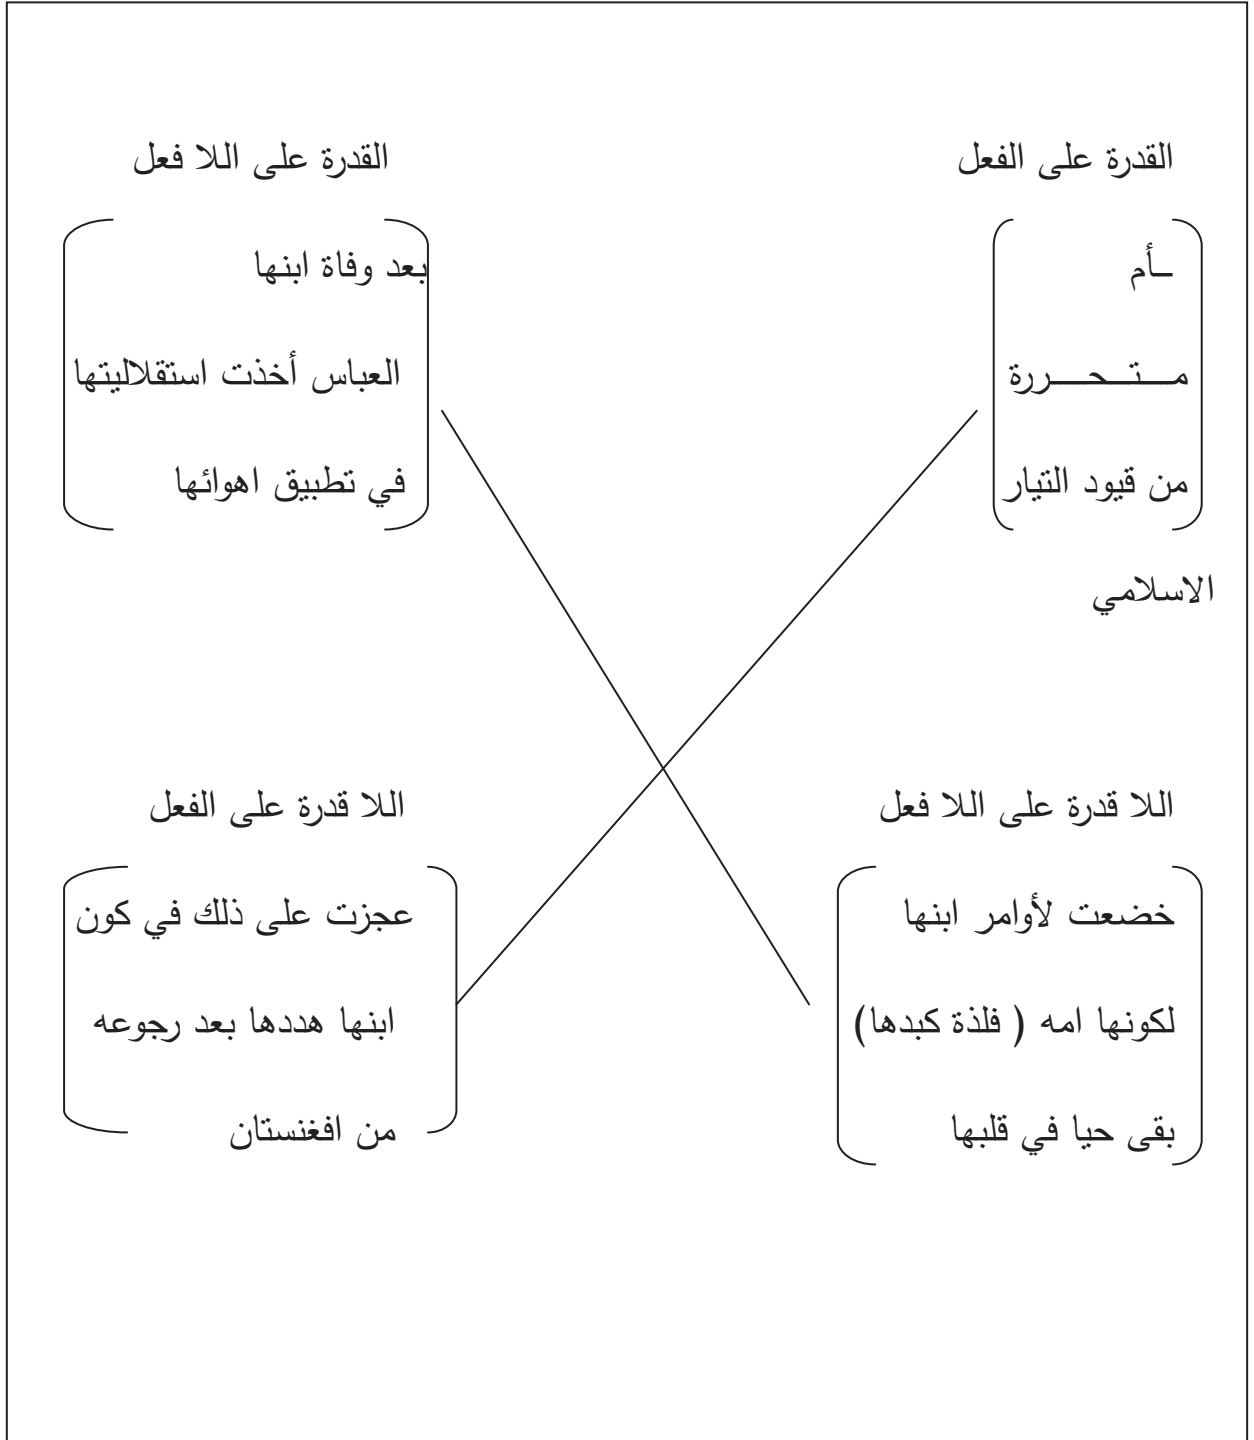 القدرة على الفعل
القدرة على اللا فعل
ـأم
متـحـــررة
من قيود التيار
الاسلامي
بعد وفاة ابنها
العباس أخذت استقلاليتها
في تطبيق اهوائها
اللا قدرة على اللا فعل
اللا قدرة على الفعل
خضعت لأوامر ابنها
لكونها امه ( فلذة كبدها)
بقى حيا في قلبها
عجزت على ذلك في كون
ابنها هددها بعد رجوعه
من افغنستان